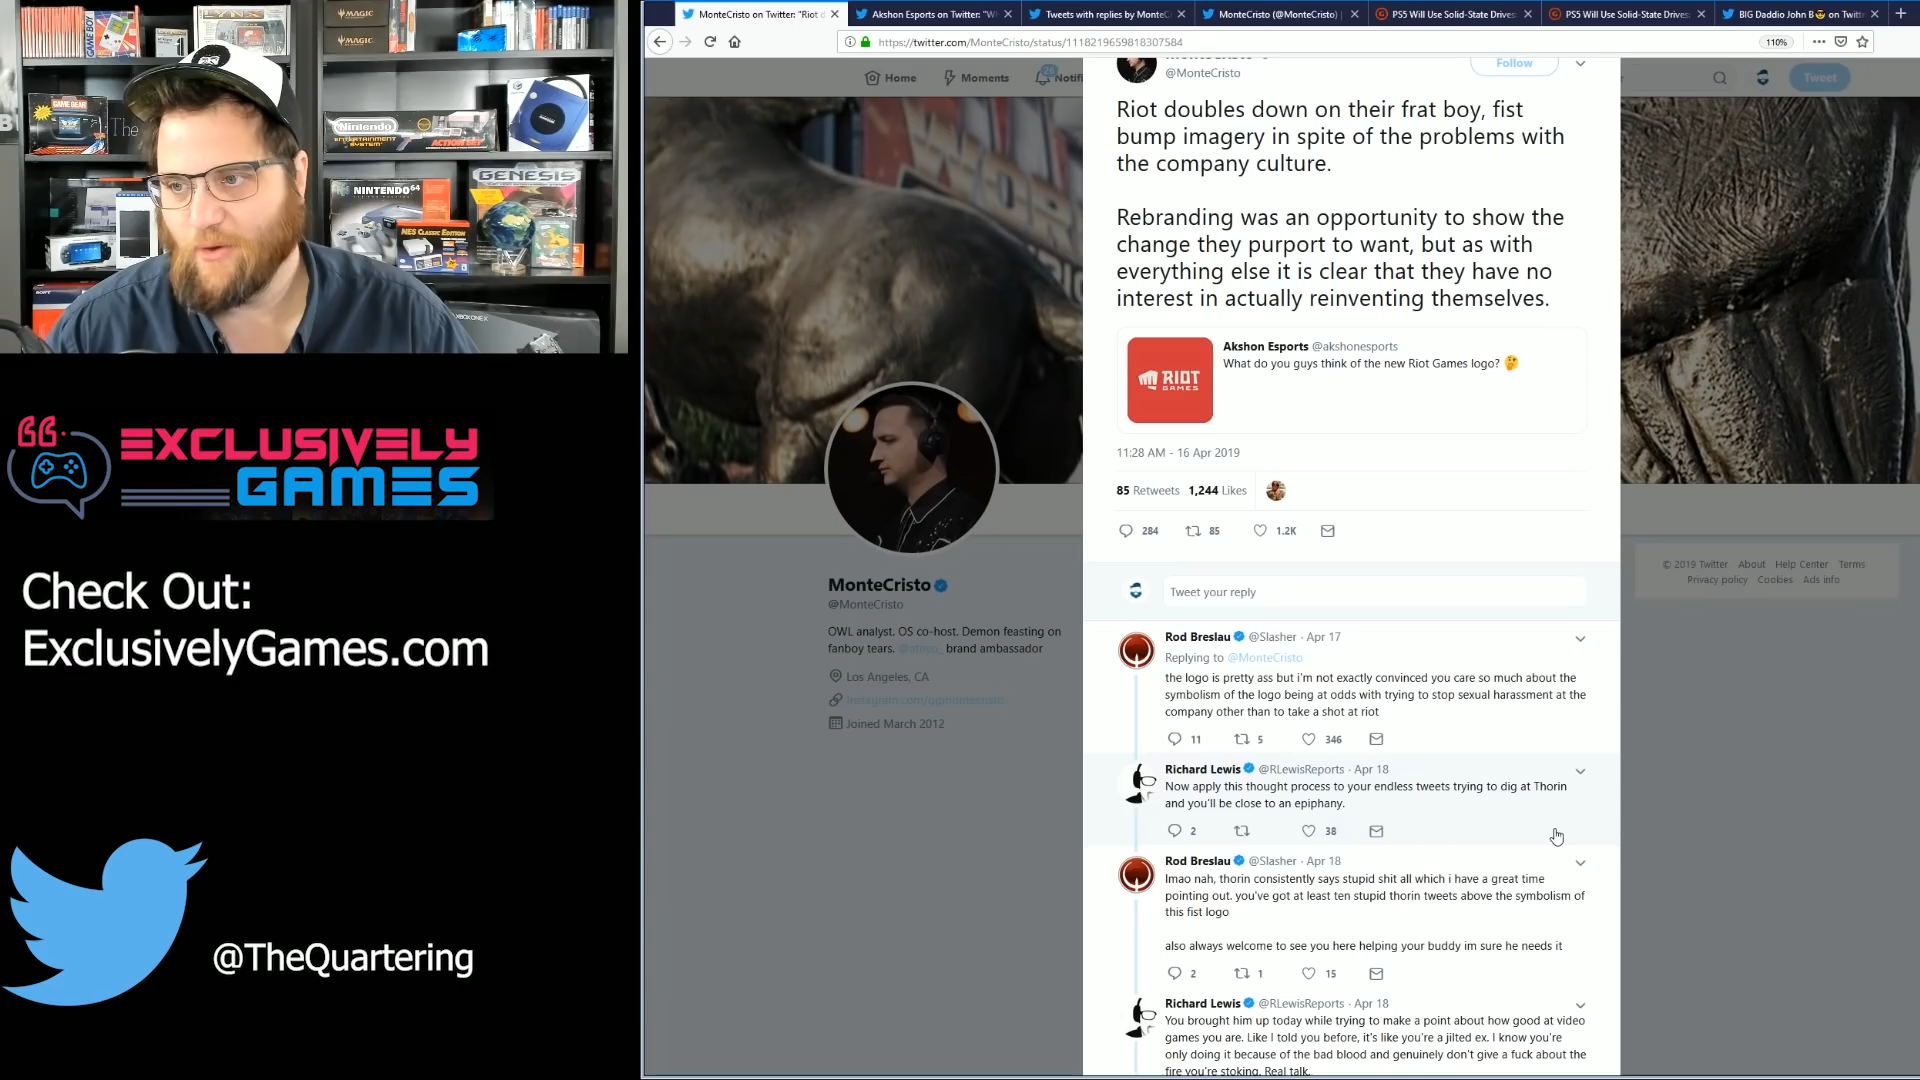 MonteCristo on Twitter: "Riot d
Akshon Esports on Twitter: "W
Tweets with replies by MonteC
MonteCristo (@MonteCristo) |
PS5 Will Use Solid-State Drives
PS5 Will Use Solid-State Drives
BIG Daddio John B😎 on Twitt
https://twitter.com/MonteCristo/status/1118219659818307584
110%
Home
Moments
Notifi
Tweet
@MonteCristo
Follow
Riot doubles down on their frat boy, fist
bump imagery in spite of the problems with
the company culture.
Rebranding was an opportunity to show the
change they purport to want, but as with
everything else it is clear that they have no
interest in actually reinventing themselves.
RIOT
GAMES
Akshon Esports @akshonesports
What do you guys think of the new Riot Games logo? 🤔
11:28 AM - 16 Apr 2019
85 Retweets 1,244 Likes
284 85 1.2K
Tweet your reply
Rod Breslau @Slasher · Apr 17
Replying to @MonteCristo
the logo is pretty ass but i'm not exactly convinced you care so much about the
symbolism of the logo being at odds with trying to stop sexual harassment at the
company other than to take a shot at riot
11 5 346
Richard Lewis @RLewisReports · Apr 18
Now apply this thought process to your endless tweets trying to dig at Thorin
and you'll be close to an epiphany.
2 38
Rod Breslau @Slasher · Apr 18
lmao nah, thorin consistently says stupid shit all which i have a great time
pointing out. you've got at least ten stupid thorin tweets above the symbolism of
this fist logo
also always welcome to see you here helping your buddy im sure he needs it
2 1 15
Richard Lewis @RLewisReports · Apr 18
You brought him up today while trying to make a point about how good at video
games you are. Like I told you before, it's like you're a jilted ex. I know you're
only doing it because of the bad blood and genuinely don't give a fuck about the
fire you're stoking. Real talk.
MonteCristo
@MonteCristo
OWL analyst. OS co-host. Demon feasting on
fanboy tears. brand ambassador
Los Angeles, CA
Joined March 2012
© 2019 Twitter About Help Center Terms
Privacy policy Cookies Ads info
GAME BOY
LYNX
MAGIC
MAGIC
GAME GEAR
The
Nintendo
ENTERTAINMENT
SYSTEM
ACTION SET
NINTENDO 64
GENESIS
NES CLASSIC EDITION
XBOX ONE X
EXCLUSIVELY
GAMES
Check Out:
ExclusivelyGames.com
@TheQuartering